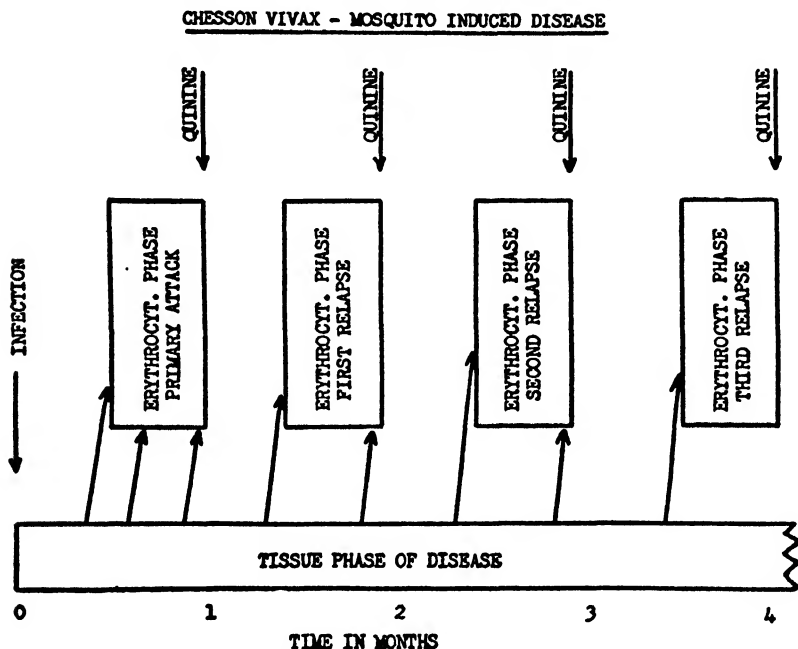 CHESSON VIVAX - MOSQUITO INDUCED DISEASE
QUININE
QUININE
QUININE
QUININE
INFECTION
ERYTHROCYT. PHASE
PRIMARY ATTACK
ERYTHROCYT. PHASE
FIRST RELAPSE
ERYTHROCYT. PHASE
SECOND RELAPSE
ERYTHROCYT. PHASE
THIRD RELAPSE
TISSUE PHASE OF DISEASE
0 1 2 3 4
TIME IN MONTHS